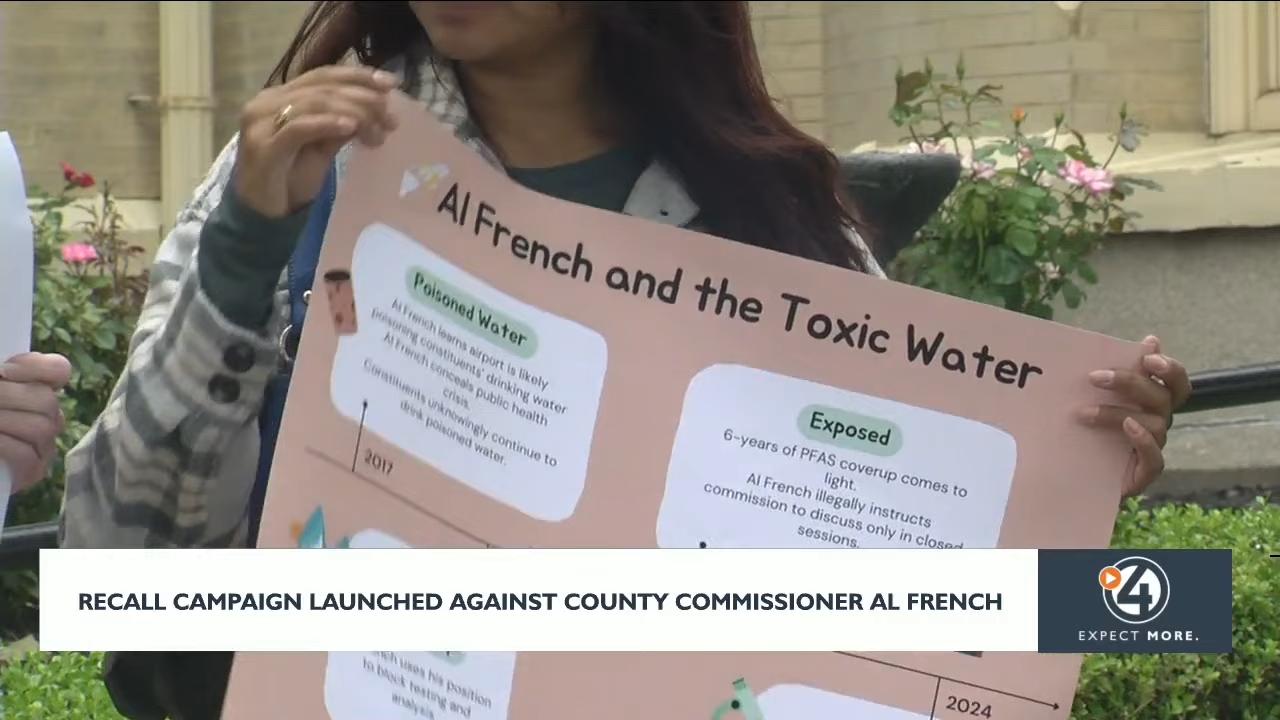 Al French and the Toxic Water
Poisoned Water
Al French learns airport is likely
poisoning constituents' drinking water
Al French conceals public health
crisis.
Constituents unknowingly continue to
drink poisoned water.
2017
Exposed
6-years of PFAS coverup comes to
light.
Al French illegally instructs
commission to discuss only in closed
sessions.
RECALL CAMPAIGN LAUNCHED AGAINST COUNTY COMMISSIONER AL FRENCH
4
EXPECT MORE.
uses his position
to block testing and
analysis.
2024